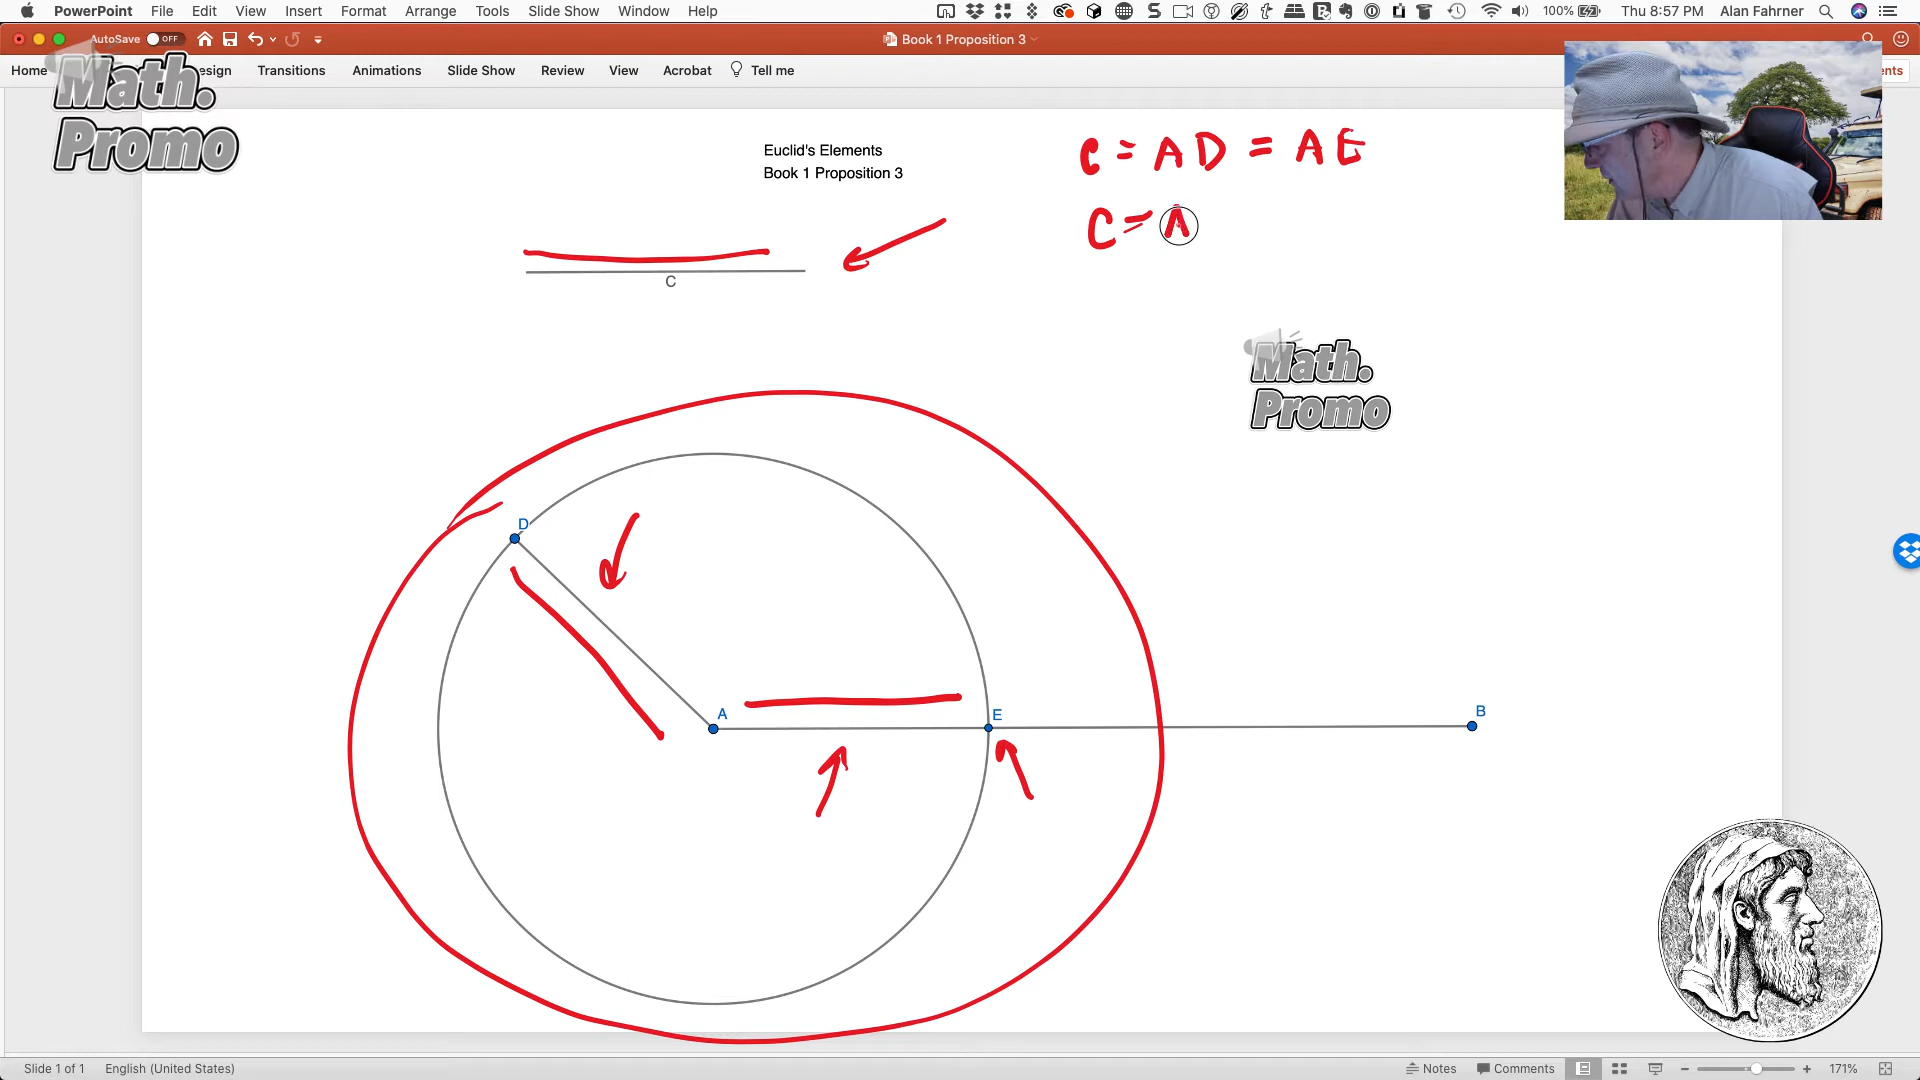 PowerPoint File Edit View Insert Format Arrange Tools Slide Show Window Help 100% Thu 8:57 PM Alan Fahrner
AutoSave OFF Book 1 Proposition 3
Home esign Transitions Animations Slide Show Review View Acrobat Tell me ents
Math.
Promo
Euclid's Elements
Book 1 Proposition 3
C = AD = AE
C = A
C
Math.
Promo
D
A
E
B
Slide 1 of 1 English (United States) Notes Comments 171%